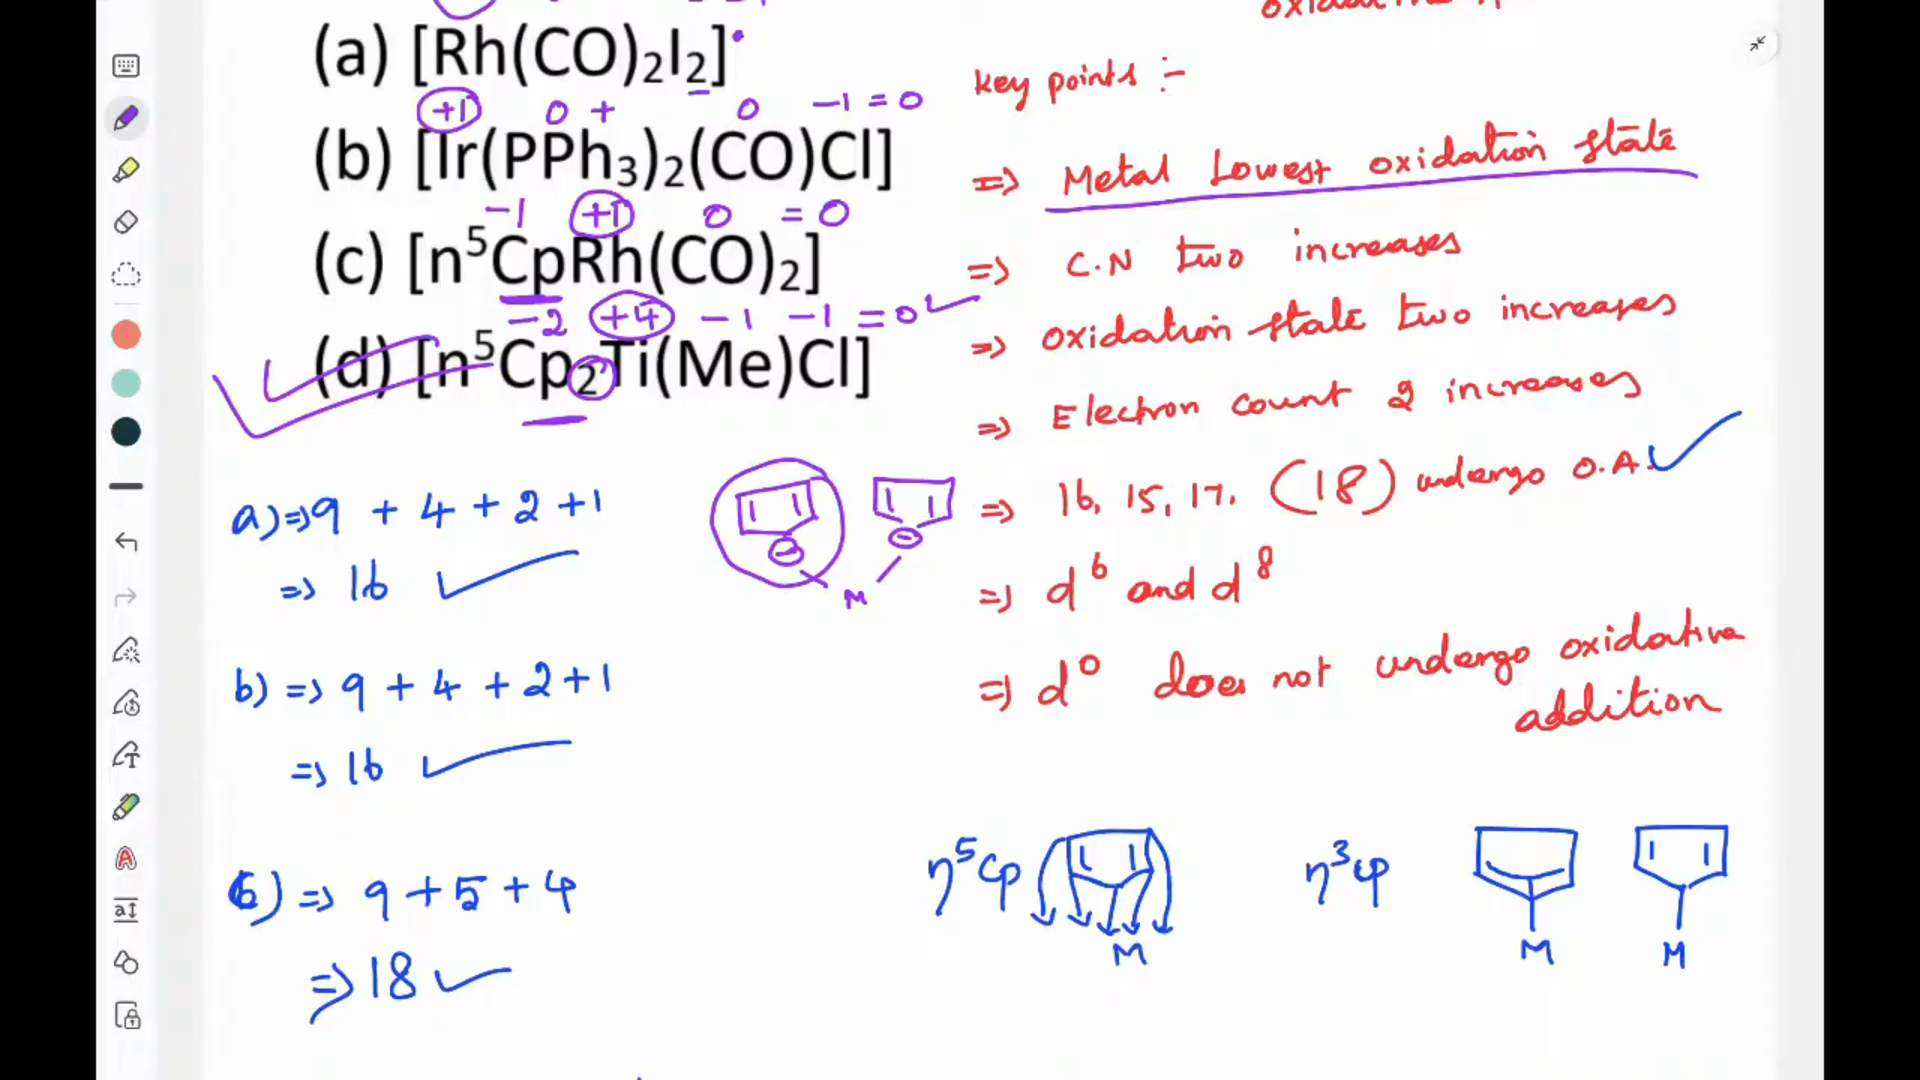 (a) [Rh(CO)₂I₂]
+1 0 + 0 -1 = 0
(b) [Ir(PPh₃)₂(CO)Cl]
-1 +1 0 = 0
(c) [n⁵CpRh(CO)₂]
-2 +4 -1 -1 = 0
(d) [n⁵Cp₂Ti(Me)Cl]
key points :-
=> Metal Lowest oxidation state
=> C.N two increases
=> oxidation state two increases
=> Electron count 2 increases
=> 16, 15, 17. (18) undergo O.A.
=> d⁶ and d⁸
=> d⁰ does not undergo oxidative
addition
a) => 9 + 4 + 2 + 1
=> 16
M
b) => 9 + 4 + 2 + 1
=> 16
c) => 9 + 5 + 4
=> 18
η⁵Cp
M
η³Cp
M
M
A
aI